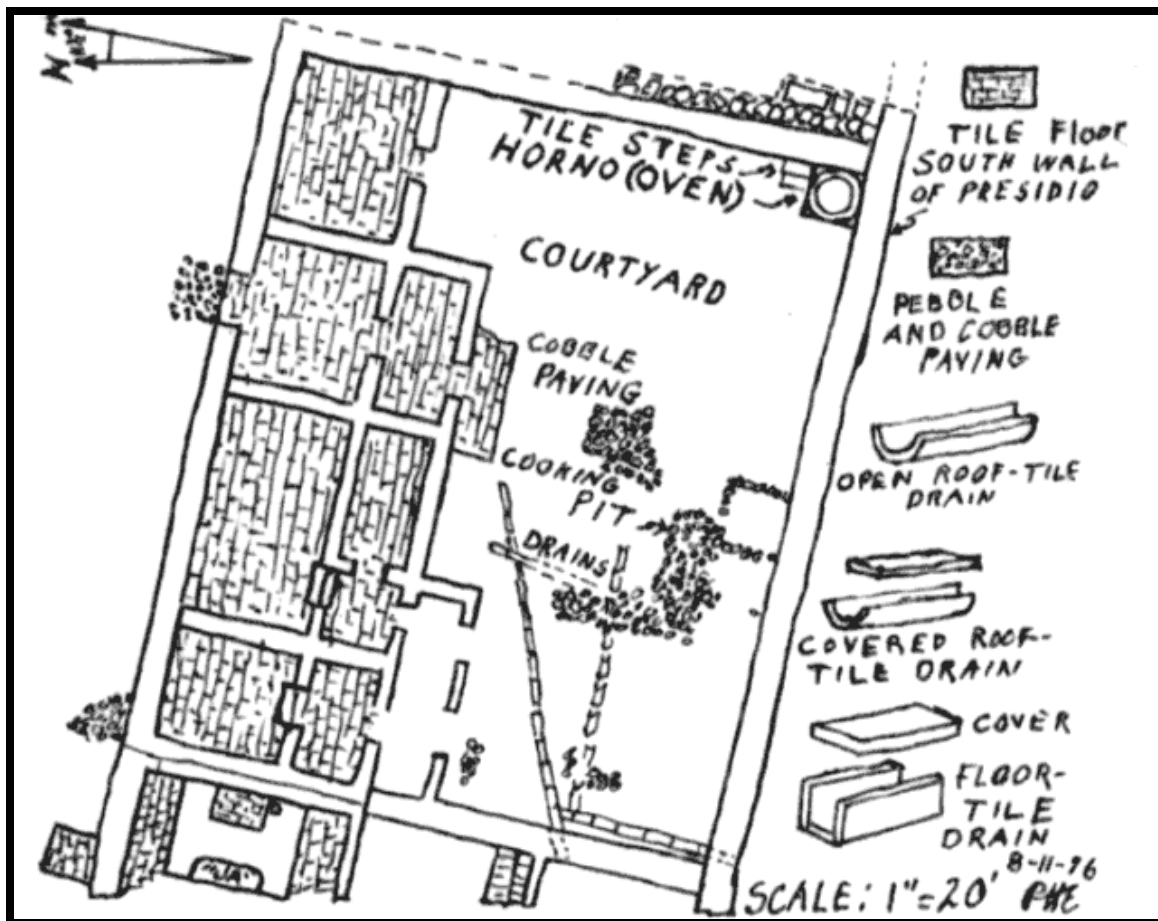 N
TILE STEPS
HORNO (OVEN)
COURTYARD
COBBLE
PAVING
COOKING
PIT
DRAINS
TILE FLOOR
SOUTH WALL
OF PRESIDIO
PEBBLE
AND COBBLE
PAVING
OPEN ROOF-TILE
DRAIN
COVERED ROOF-
TILE DRAIN
COVER
FLOOR-
TILE
DRAIN
8-11-96
SCALE: 1"=20'